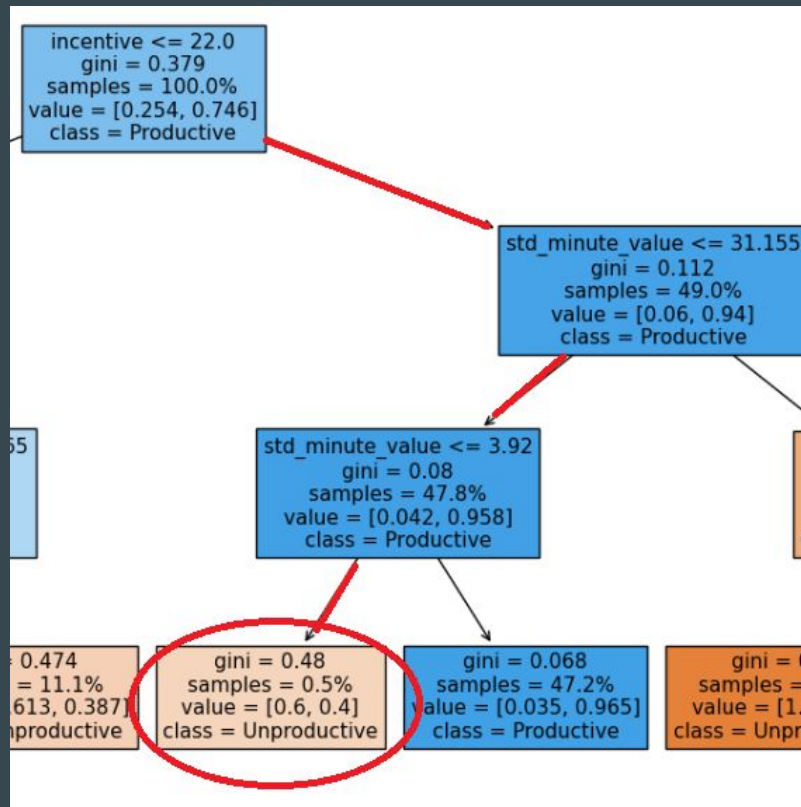 incentive <= 22.0
gini = 0.379
samples = 100.0%
value = [0.254, 0.746]
class = Productive
std_minute_value <= 31.155
gini = 0.112
samples = 49.0%
value = [0.06, 0.94]
class = Productive
55
std_minute_value <= 3.92
gini = 0.08
samples = 47.8%
value = [0.042, 0.958]
class = Productive
= 0.474
= 11.1%
.613, 0.387]
nproductive
gini = 0.48
samples = 0.5%
value = [0.6, 0.4]
class = Unproductive
gini = 0.068
samples = 47.2%
value = [0.035, 0.965]
class = Productive
gini =
samples =
value = [1.
class = Unpr